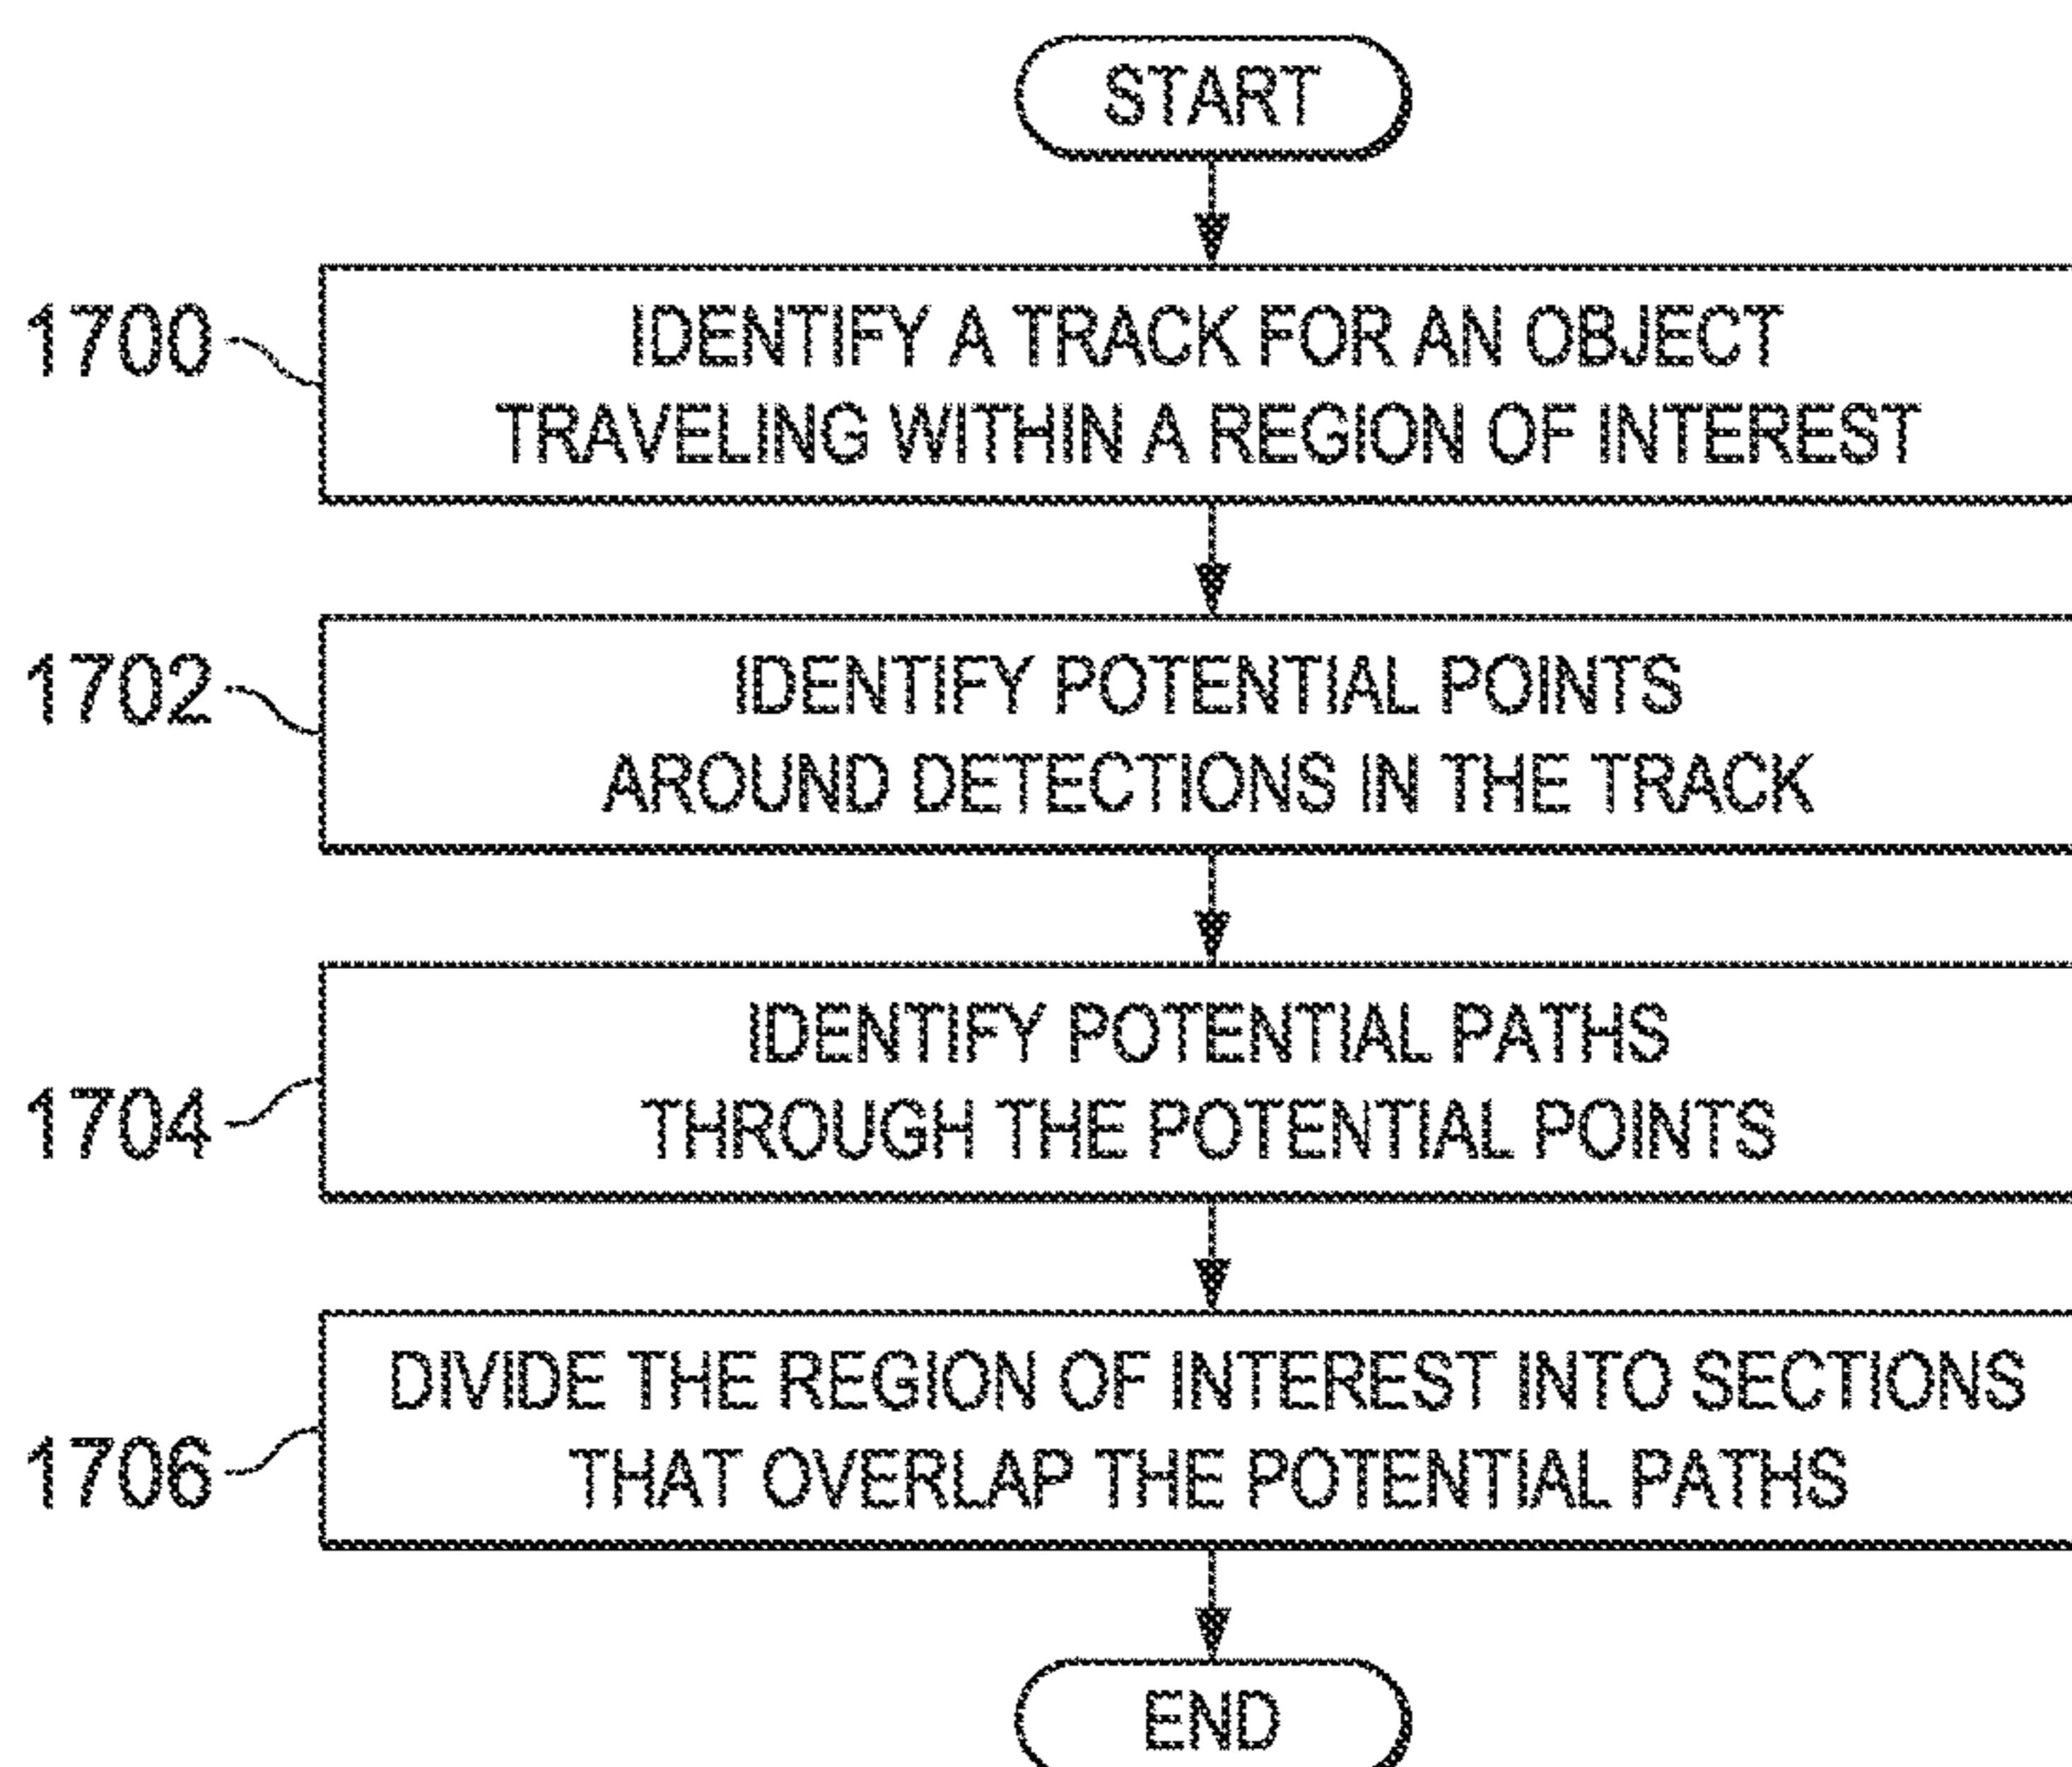 START
1700
IDENTIFY A TRACK FOR AN OBJECT
TRAVELING WITHIN A REGION OF INTEREST
1702
IDENTIFY POTENTIAL POINTS
AROUND DETECTIONS IN THE TRACK
1704
IDENTIFY POTENTIAL PATHS
THROUGH THE POTENTIAL POINTS
1706
DIVIDE THE REGION OF INTEREST INTO SECTIONS
THAT OVERLAP THE POTENTIAL PATHS
END